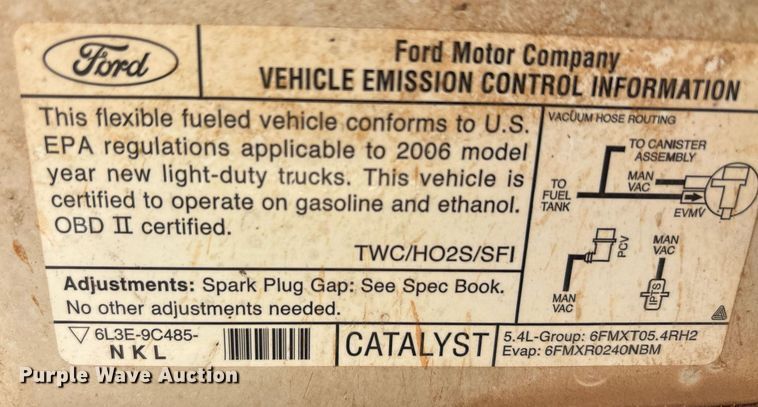 Ford
Ford Motor Company
VEHICLE EMISSION CONTROL INFORMATION
This flexible fueled vehicle conforms to U.S.
EPA regulations applicable to 2006 model
year new light-duty trucks. This vehicle is
certified to operate on gasoline and ethanol.
OBD II certified.
TWC/HO2S/SFI
Adjustments: Spark Plug Gap: See Spec Book.
No other adjustments needed.
VACUUM HOSE ROUTING
TO CANISTER
ASSEMBLY
MAN
VAC
TO
FUEL
TANK
EVMV
PCV
MAN
VAC
MAN
VAC
IPTS
6L3E-9C485-
NKL
CATALYST
5.4L-Group: 6FMXT05.4RH2
Evap: 6FMXR0240NBM
Purple Wave Auction